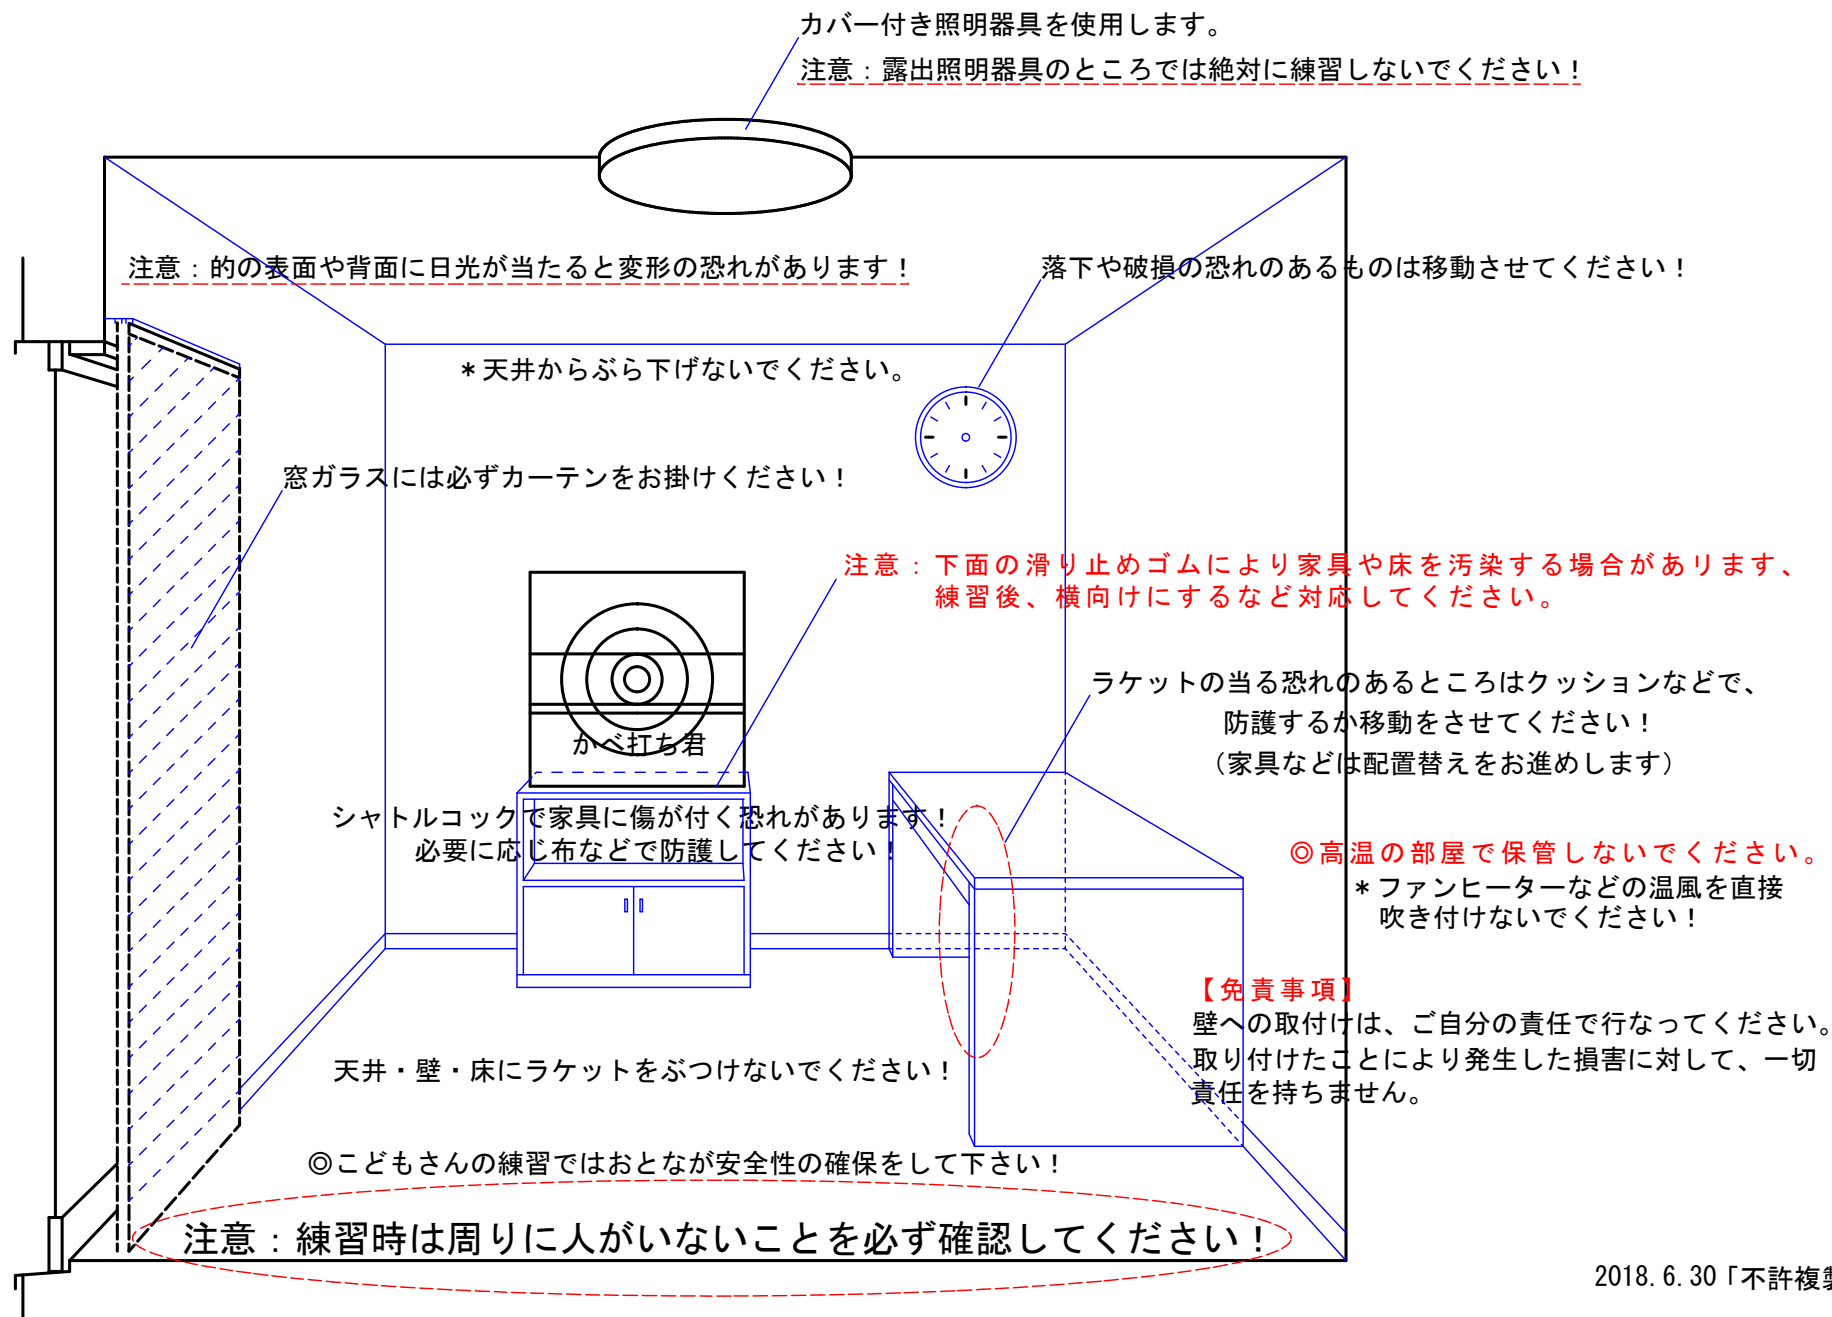 カバー付き照明器具を使用します。
注意：露出照明器具のところでは絶対に練習しないでください！
注意：的の表面や背面に日光が当たると変形の恐れがあります！
落下や破損の恐れのあるものは移動させてください！
＊天井からぶら下げないでください。
窓ガラスには必ずカーテンをお掛けください！
注意：下面の滑り止めゴムにより家具や床を汚染する場合があります、
練習後、横向けにするなど対応してください。
ラケットの当る恐れのあるところはクッションなどで、
防護するか移動をさせてください！
（家具などは配置替えをお進めします）
かべ打ち君
シャトルコックで家具に傷が付く恐れがあります！
必要に応じ布などで防護してください！
◎高温の部屋で保管しないでください。
＊ファンヒーターなどの温風を直接
吹き付けないでください！
【免責事項】
壁への取付けは、ご自分の責任で行なってください。
取り付けたことにより発生した損害に対して、一切
責任を持ちません。
天井・壁・床にラケットをぶつけないでください！
◎こどもさんの練習ではおとなが安全性の確保をして下さい！
注意：練習時は周りに人がいないことを必ず確認してください！
2018.6.30「不許複製